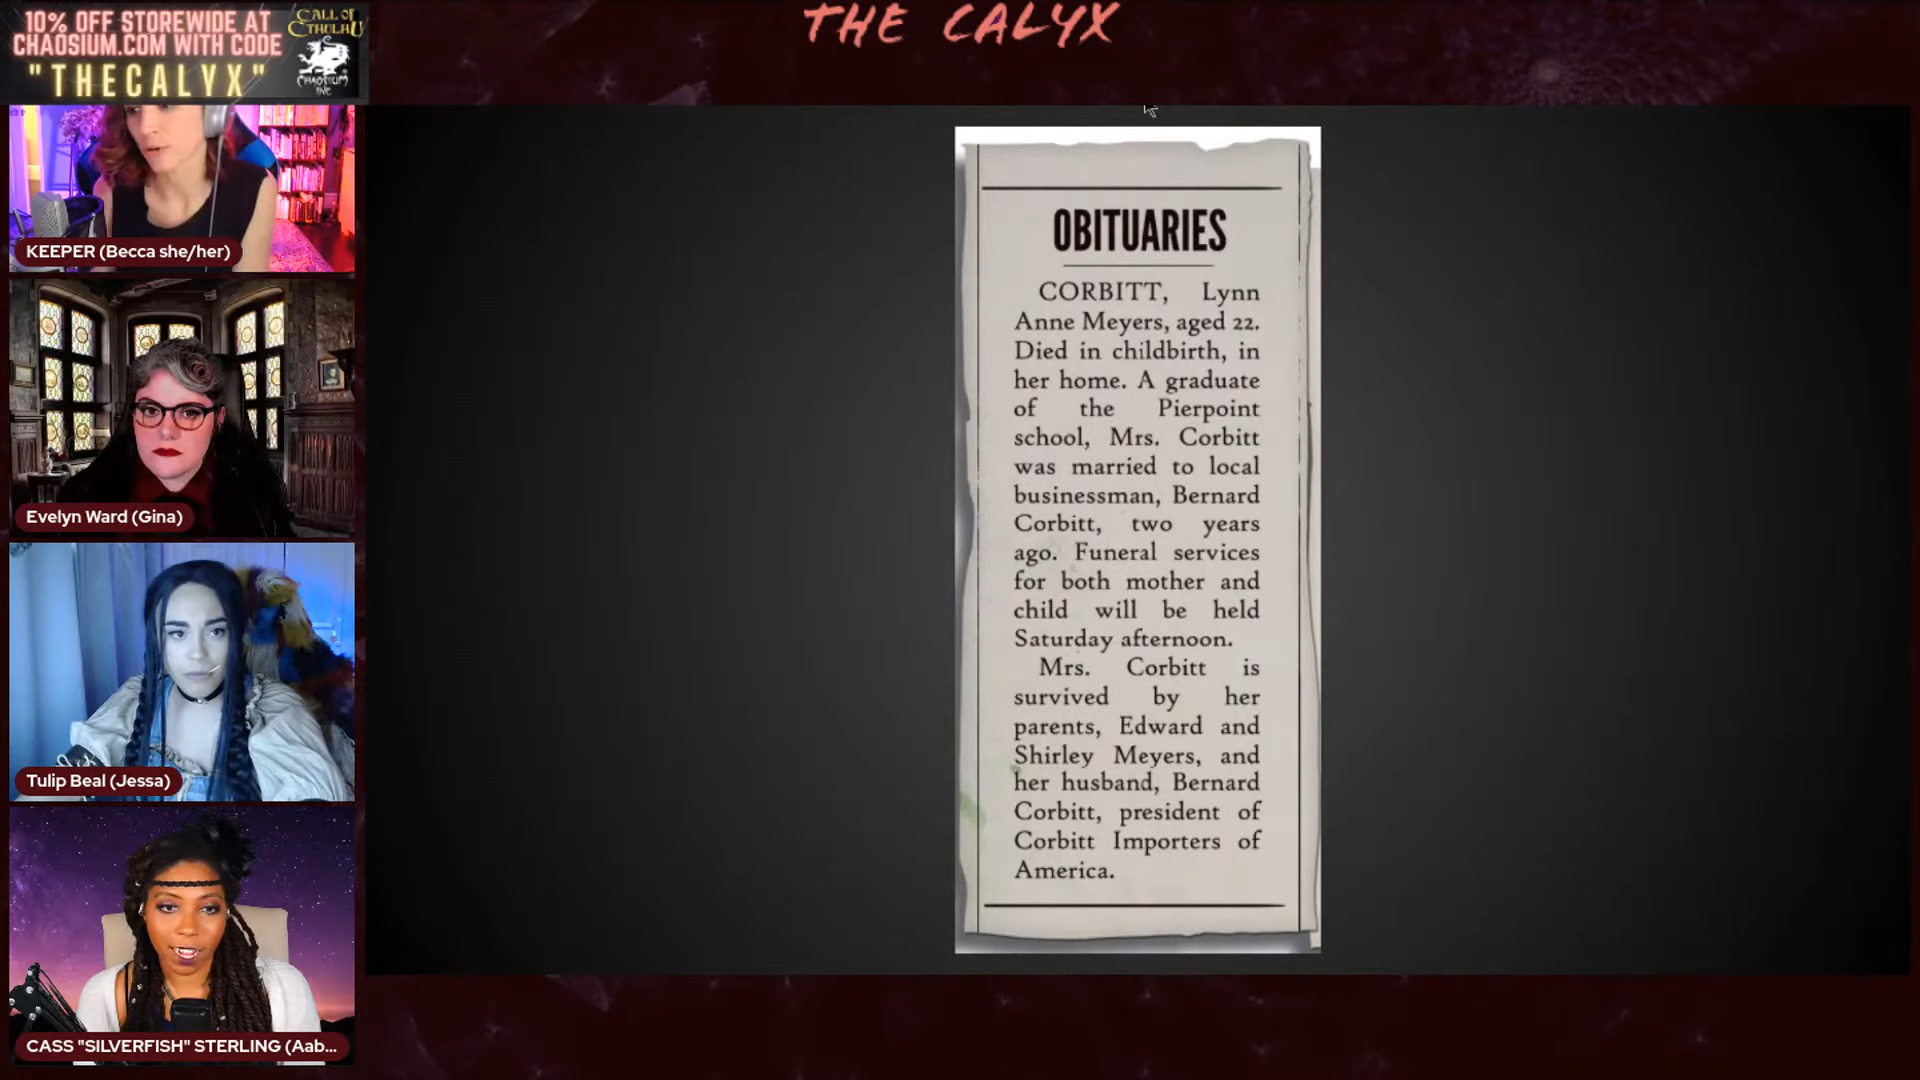 10% OFF STOREWIDE AT
CHAOSIUM.COM WITH CODE
"THECALYX"
CALL OF
CTHULHU
CHAOSIUM
INC
THE CALYX
KEEPER (Becca she/her)
Evelyn Ward (Gina)
Tulip Beal (Jessa)
CASS "SILVERFISH" STERLING (Aab...
OBITUARIES
CORBITT, Lynn
Anne Meyers, aged 22.
Died in childbirth, in
her home. A graduate
of the Pierpoint
school, Mrs. Corbitt
was married to local
businessman, Bernard
Corbitt, two years
ago. Funeral services
for both mother and
child will be held
Saturday afternoon.
Mrs. Corbitt is
survived by her
parents, Edward and
Shirley Meyers, and
her husband, Bernard
Corbitt, president of
Corbitt Importers of
America.